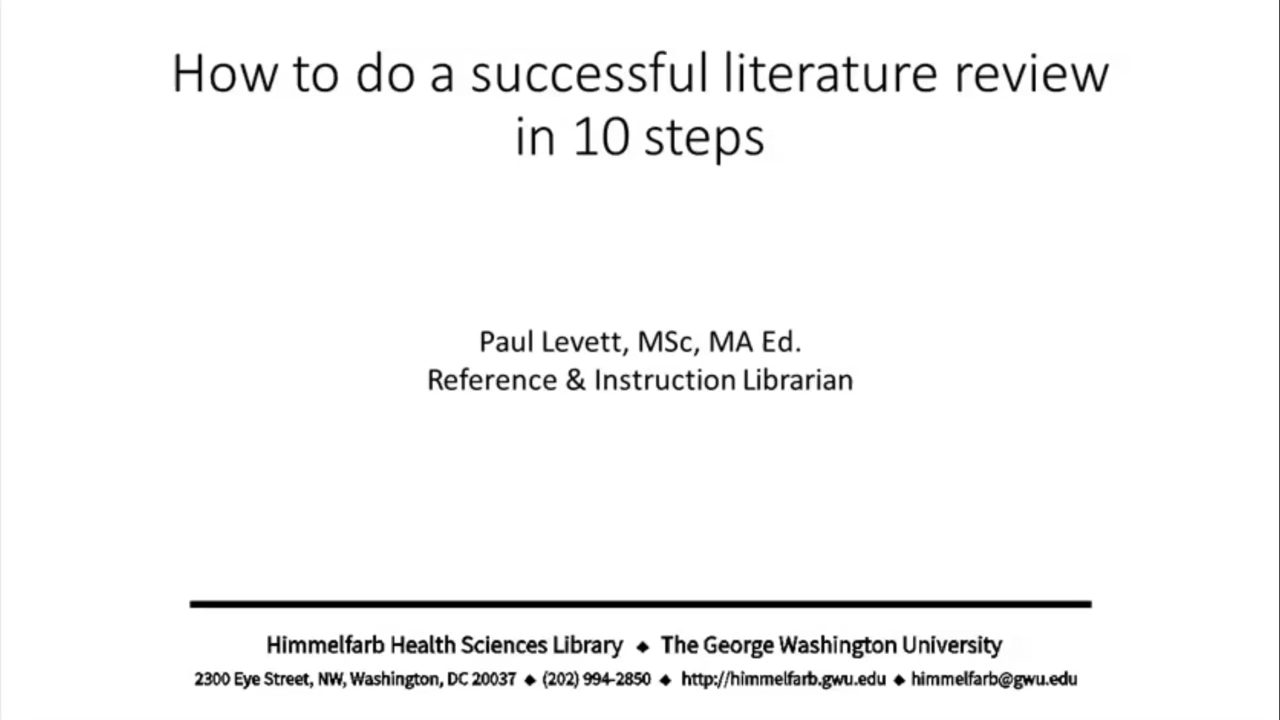 How to do a successful literature review
in 10 steps
Paul Levett, MSc, MA Ed.
Reference & Instruction Librarian
Himmelfarb Health Sciences Library ◆ The George Washington University
2300 Eye Street, NW, Washington, DC 20037 ◆ (202) 994-2850 ◆ http://himmelfarb.gwu.edu ◆ himmelfarb@gwu.edu